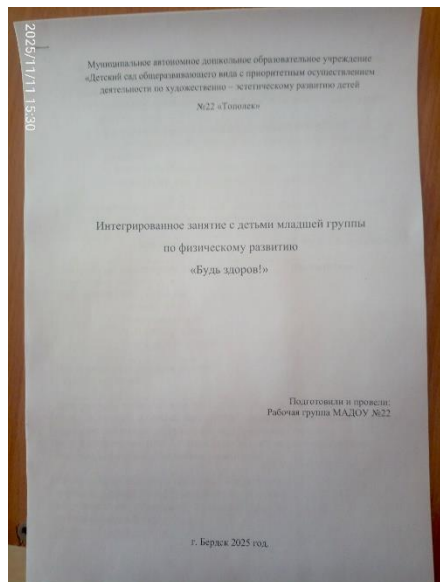 2025/11/11 15:30
Муниципальное автономное дошкольное образовательное учреждение
«Детский сад общеразвивающего вида с приоритетным осуществлением
деятельности по художественно – эстетическому развитию детей
№22 «Тополек»
Интегрированное занятие с детьми младшей группы
по физическому развитию
«Будь здоров!»
Подготовили и провели:
Рабочая группа МАДОУ №22
г. Бердск 2025 год